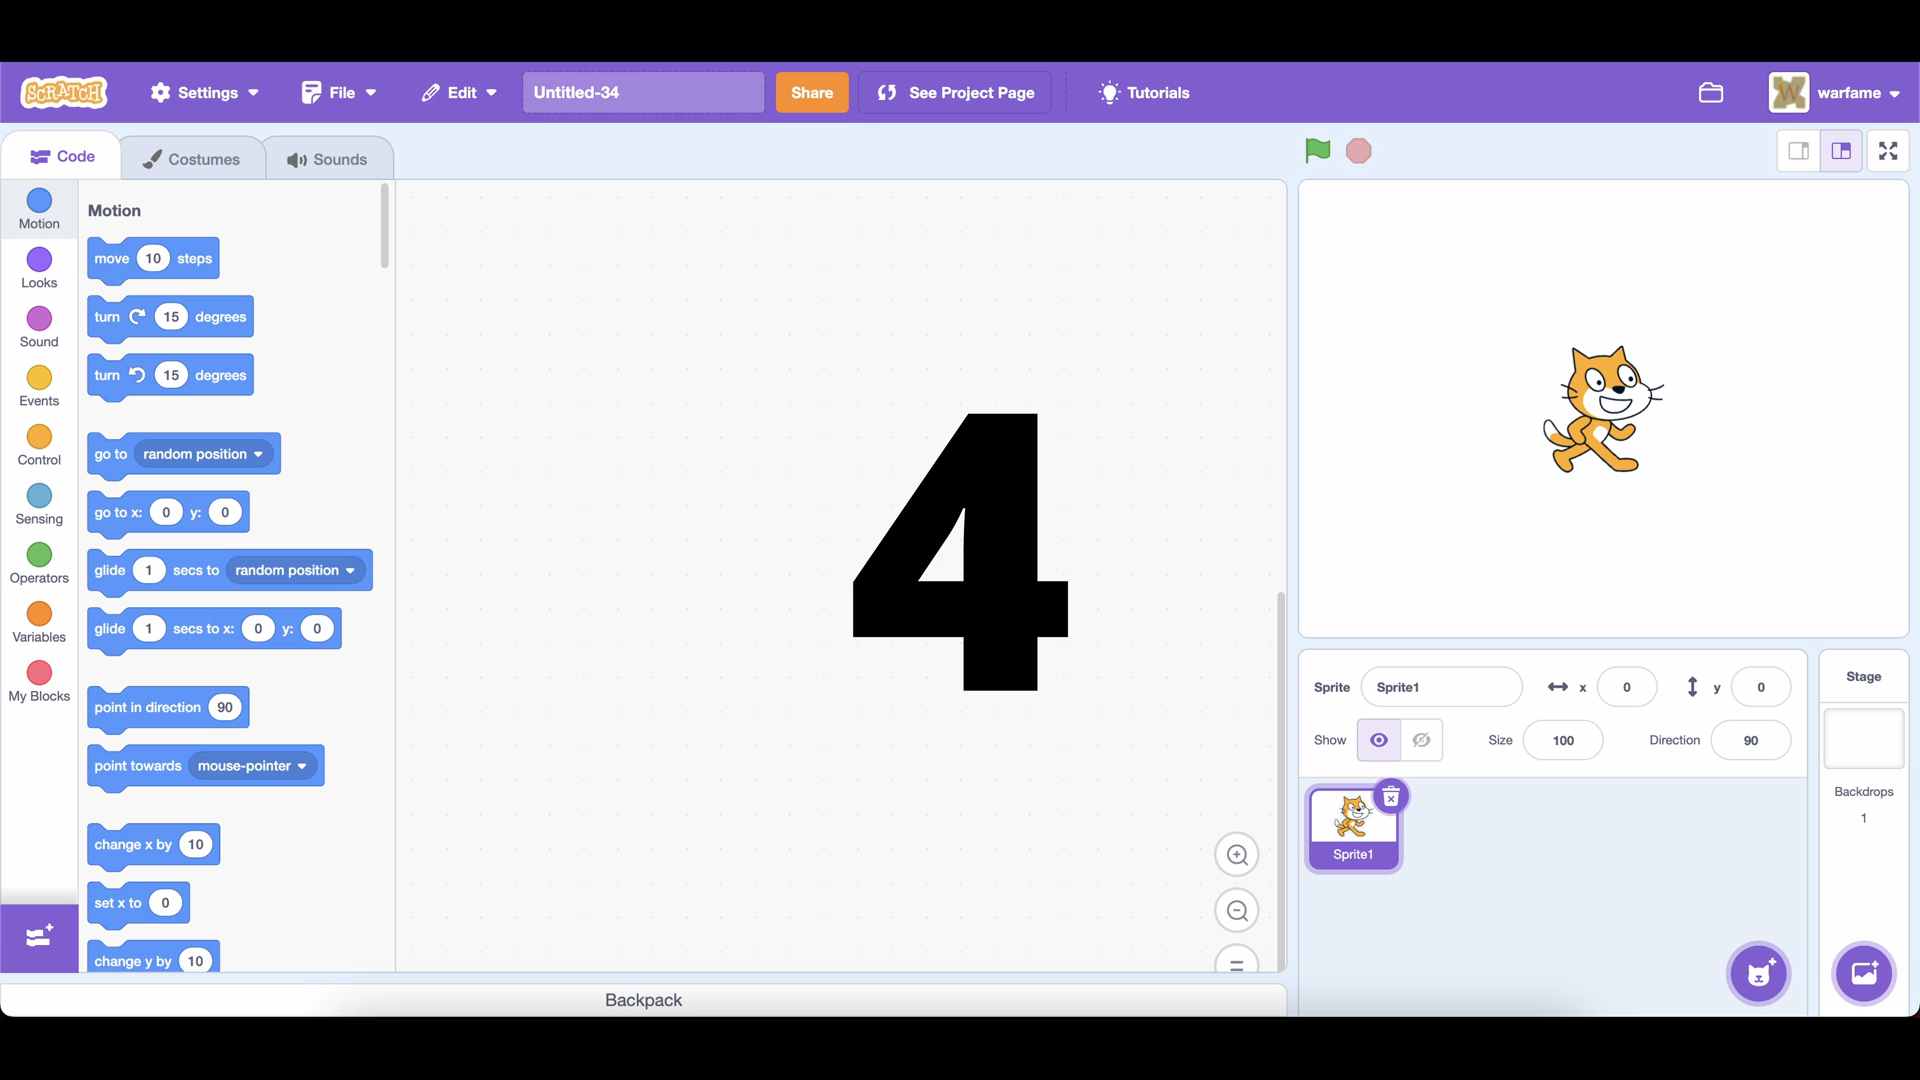 SCRATCH Settings File Edit Untitled-34 Share See Project Page Tutorials warfame
Code Costumes Sounds
Motion
Looks
Sound
Events
Control
Sensing
Operators
Variables
My Blocks
Motion
move 10 steps
turn 15 degrees
turn 15 degrees
go to random position
go to x: 0 y: 0
glide 1 secs to random position
glide 1 secs to x: 0 y: 0
point in direction 90
point towards mouse-pointer
change x by 10
set x to 0
change y by 10
4
Backpack
Sprite Sprite1 x 0 y 0
Show Size 100 Direction 90
Sprite1
Stage
Backdrops
1